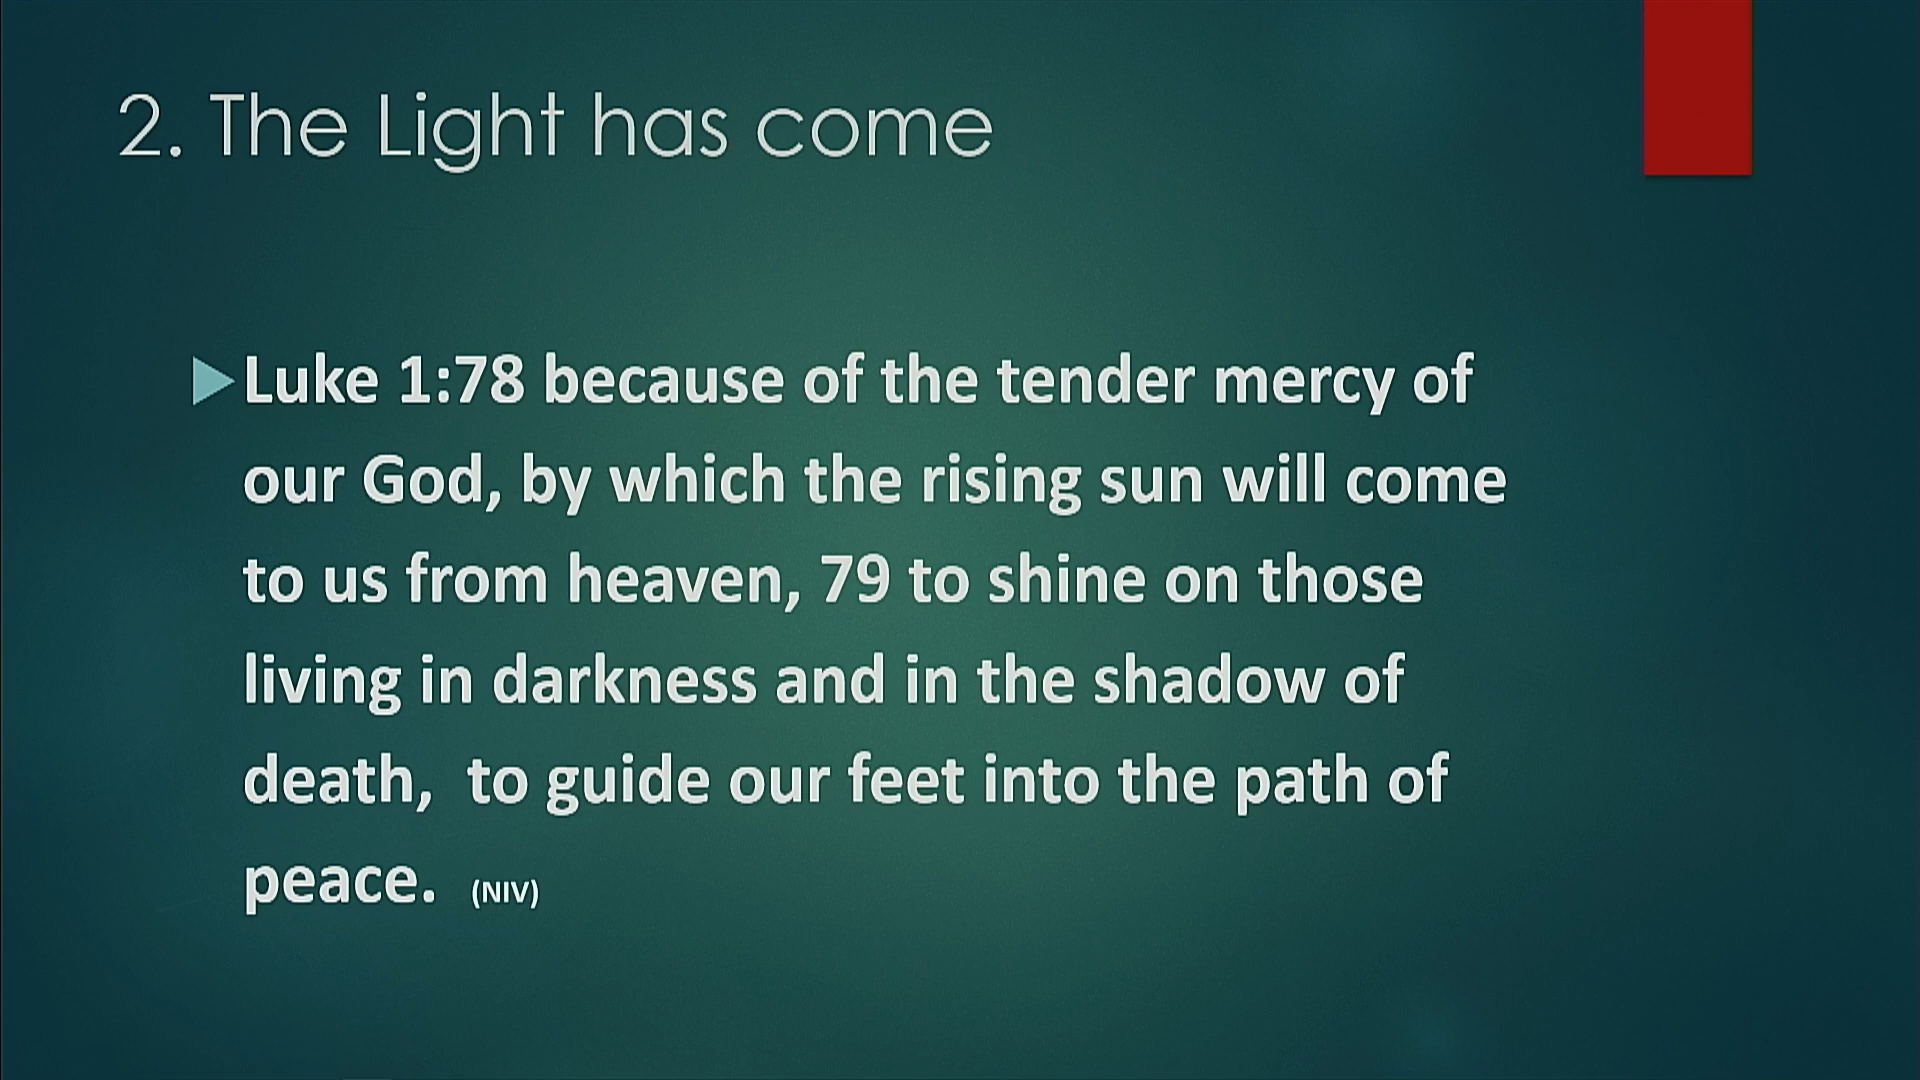 2. The Light has come
Luke 1:78 because of the tender mercy of
our God, by which the rising sun will come
to us from heaven, 79 to shine on those
living in darkness and in the shadow of
death,  to guide our feet into the path of
peace.  (NIV)